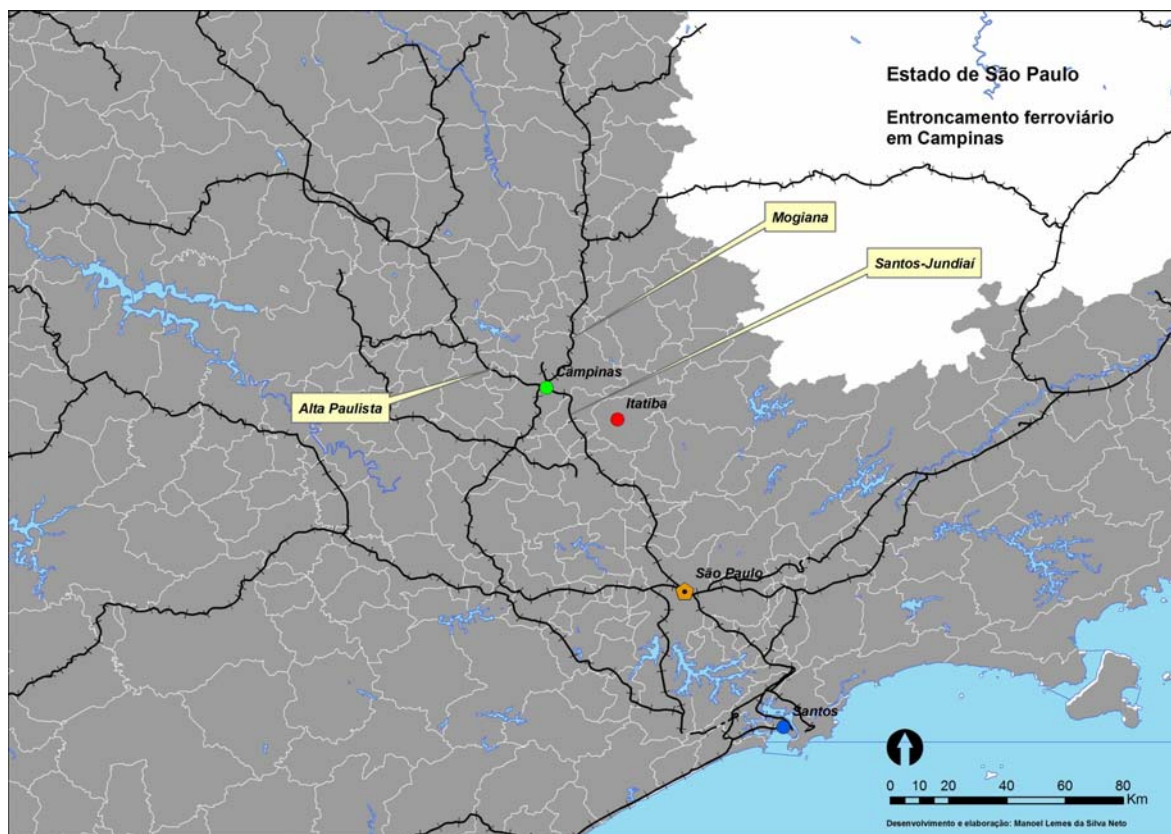 Estado de São Paulo
Entroncamento ferroviário
em Campinas
Mogiana
Santos-Jundiaí
Campinas
Alta Paulista
Itatiba
São Paulo
Santos
0 10 20 40 60 80
Km
Desenvolvimento e elaboração: Manoel Lemes da Silva Neto